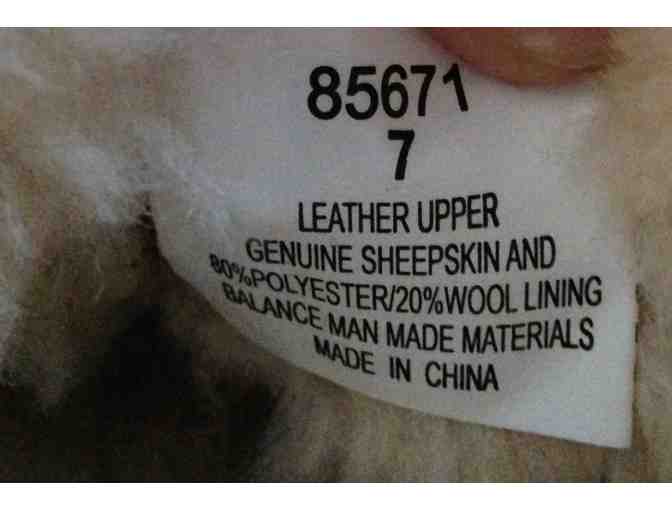 85671
7
LEATHER UPPER
GENUINE SHEEPSKIN AND
80%POLYESTER/20%WOOL LINING
BALANCE MAN MADE MATERIALS
MADE IN CHINA